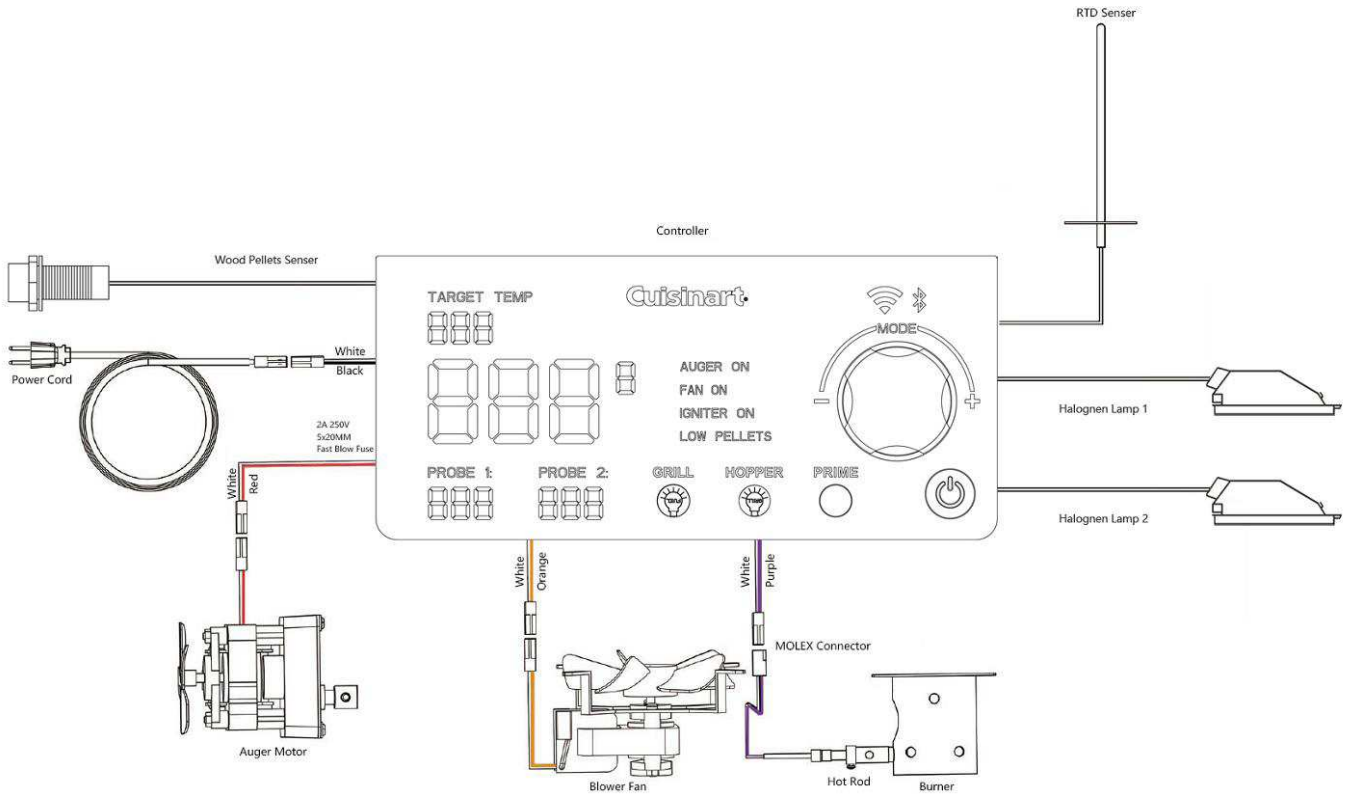 RTD Senser
Controller
Wood Pellets Senser
TARGET TEMP
Cuisinart
MODE
White
Black
Power Cord
AUGER ON
FAN ON
IGNITER ON
LOW PELLETS
- +
Halognen Lamp 1
2A 250V
5x20MM
Fast Blow Fuse
White
Red
PROBE 1:
PROBE 2:
GRILL
HOPPER
PRIME
Halognen Lamp 2
White
Orange
White
Purple
MOLEX Connector
Auger Motor
Blower Fan
Hot Rod
Burner